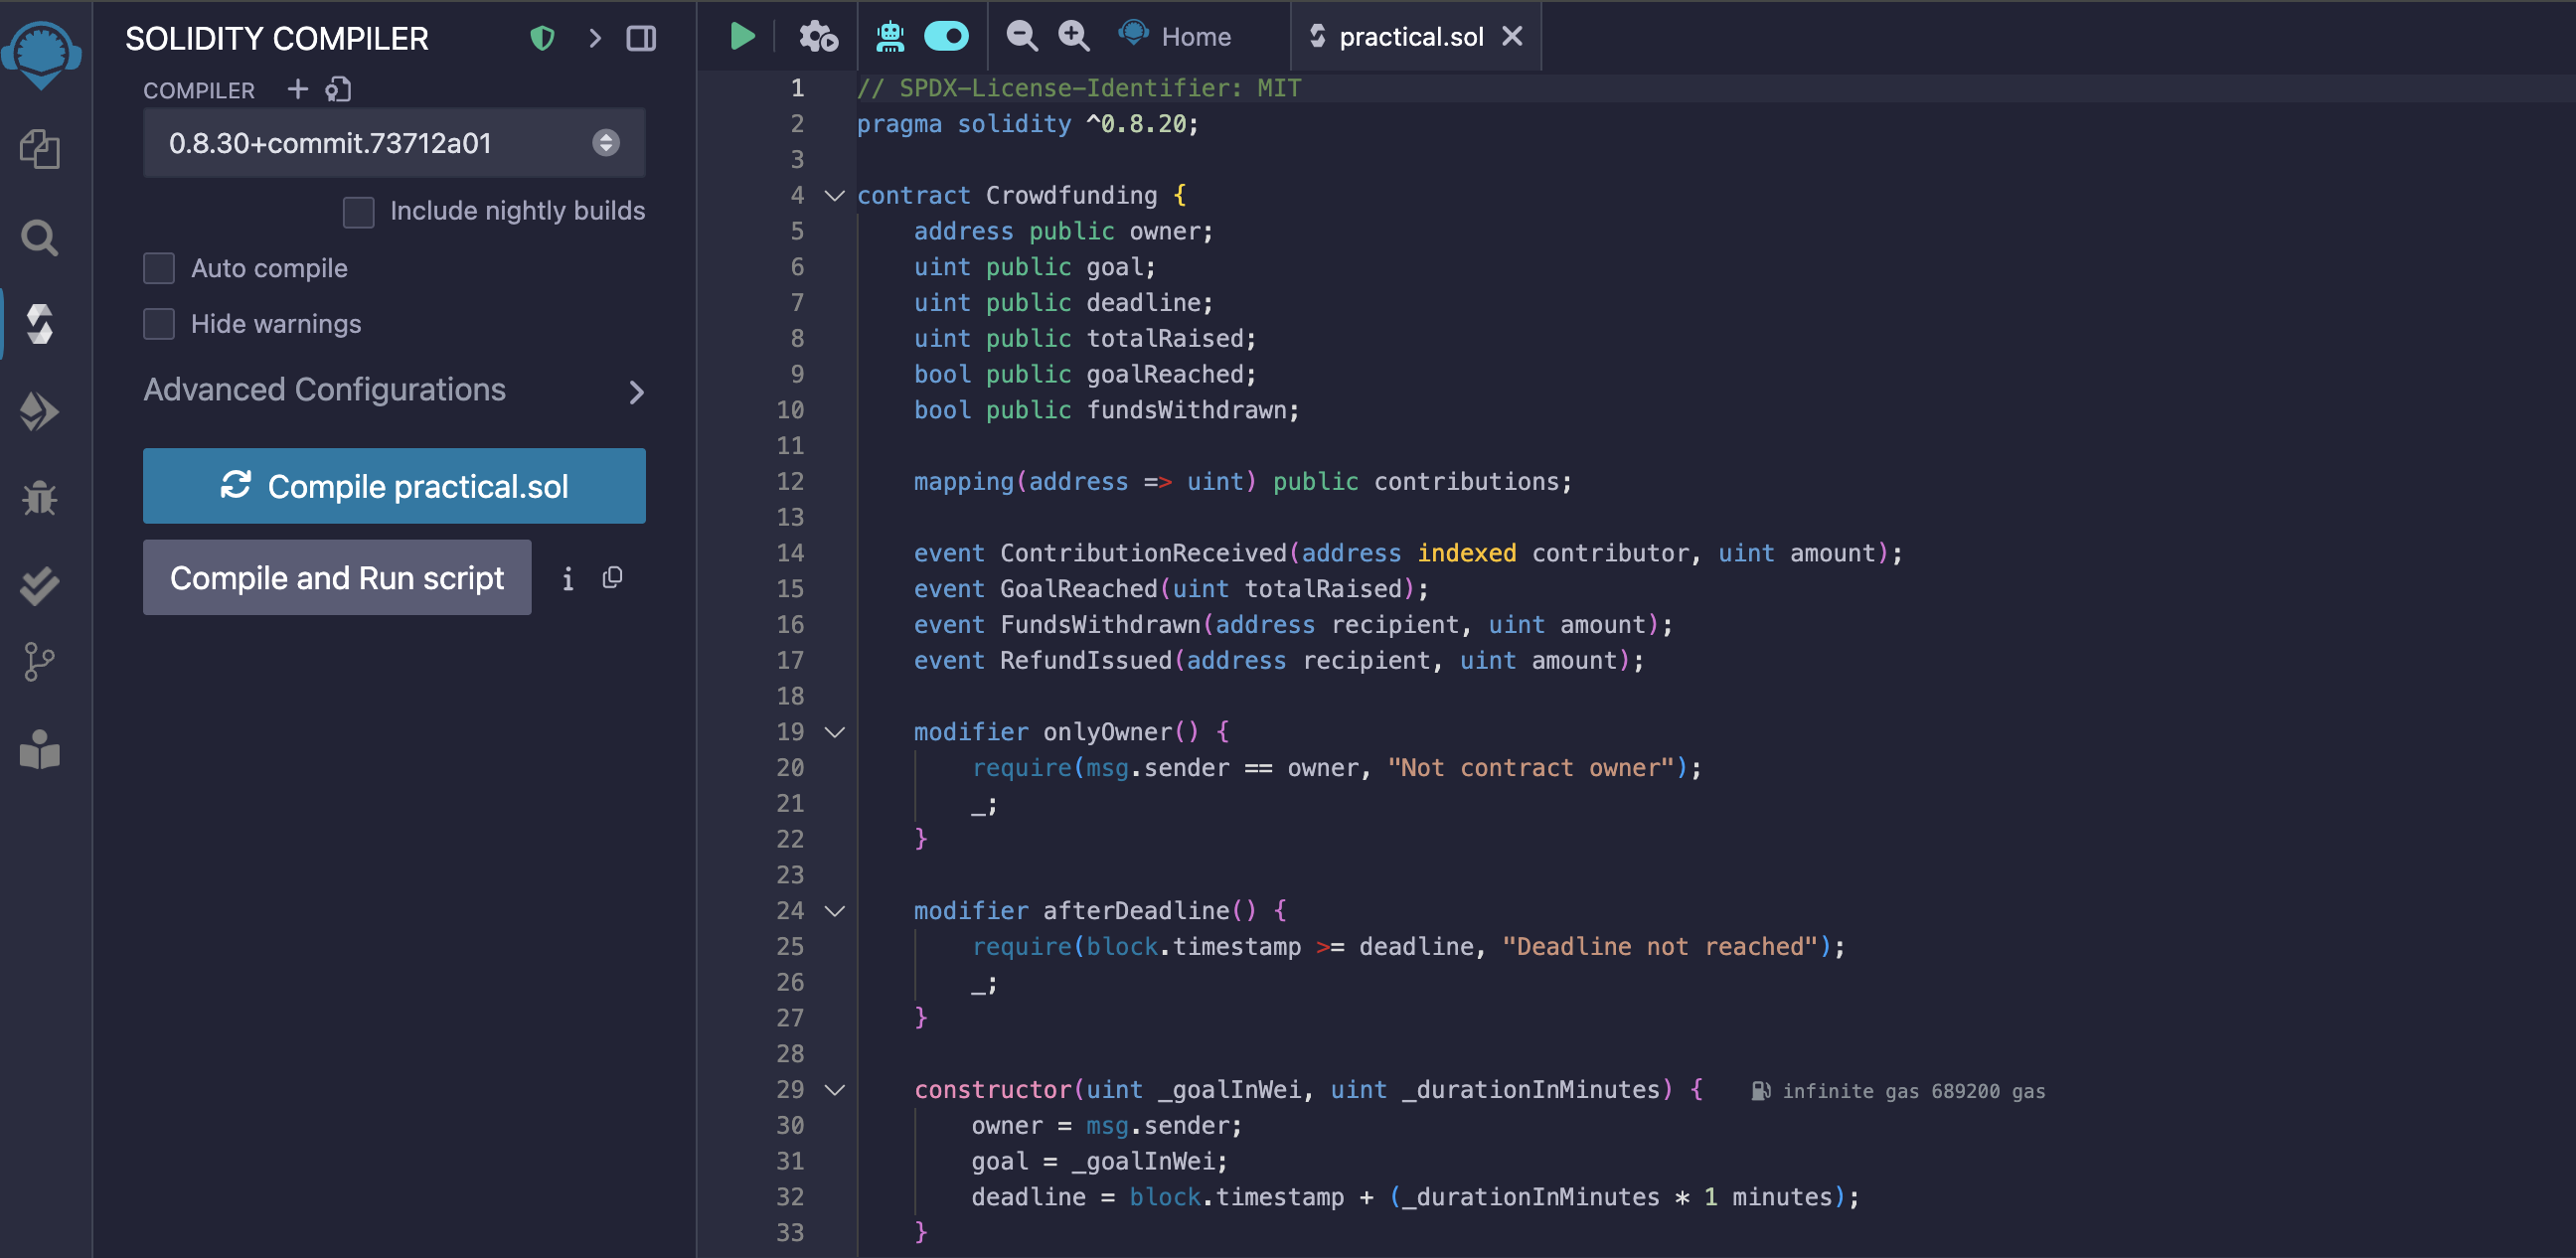 SOLIDITY COMPILER
COMPILER
0.8.30+commit.73712a01
Include nightly builds
Auto compile
Hide warnings
Advanced Configurations
Compile practical.sol
Compile and Run script
Home
practical.sol
1 // SPDX-License-Identifier: MIT
2 pragma solidity ^0.8.20;
3
4 contract Crowdfunding {
5 address public owner;
6 uint public goal;
7 uint public deadline;
8 uint public totalRaised;
9 bool public goalReached;
10 bool public fundsWithdrawn;
11
12 mapping(address => uint) public contributions;
13
14 event ContributionReceived(address indexed contributor, uint amount);
15 event GoalReached(uint totalRaised);
16 event FundsWithdrawn(address recipient, uint amount);
17 event RefundIssued(address recipient, uint amount);
18
19 modifier onlyOwner() {
20 require(msg.sender == owner, "Not contract owner");
21 _;
22 }
23
24 modifier afterDeadline() {
25 require(block.timestamp >= deadline, "Deadline not reached");
26 _;
27 }
28
29 constructor(uint _goalInWei, uint _durationInMinutes) { infinite gas 689200 gas
30 owner = msg.sender;
31 goal = _goalInWei;
32 deadline = block.timestamp + (_durationInMinutes * 1 minutes);
33 }